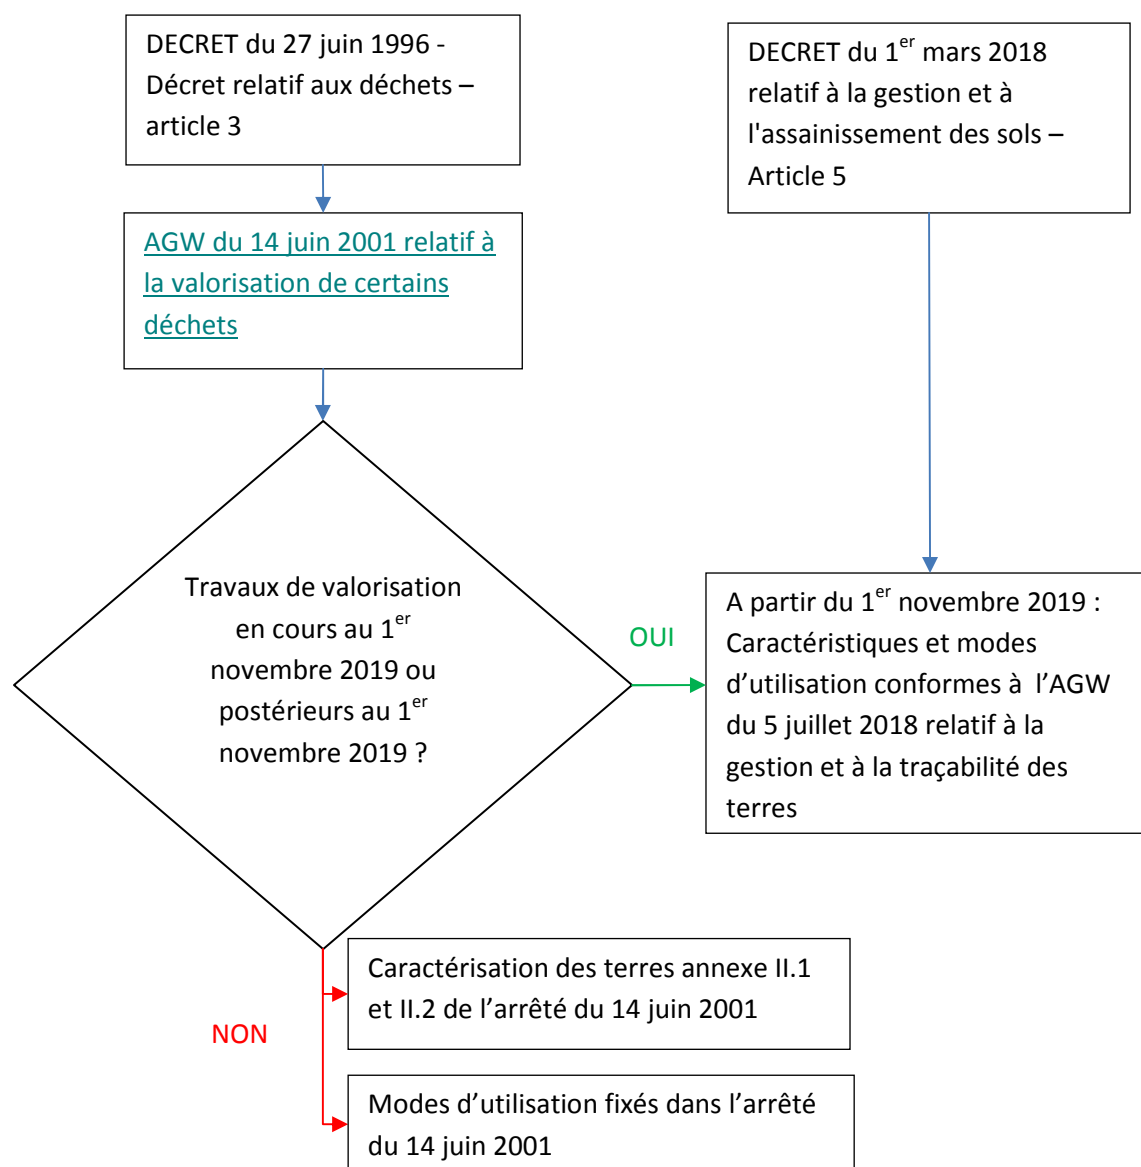 DECRET du 27 juin 1996 -
Décret relatif aux déchets –
article 3
DECRET du 1er mars 2018
relatif à la gestion et à
l'assainissement des sols –
Article 5
AGW du 14 juin 2001 relatif à
la valorisation de certains
déchets
Travaux de valorisation
en cours au 1er
novembre 2019 ou
postérieurs au 1er
novembre 2019 ?
OUI
A partir du 1er novembre 2019 :
Caractéristiques et modes
d’utilisation conformes à l’AGW
du 5 juillet 2018 relatif à la
gestion et à la traçabilité des
terres
NON
Caractérisation des terres annexe II.1
et II.2 de l’arrêté du 14 juin 2001
Modes d’utilisation fixés dans l’arrêté
du 14 juin 2001